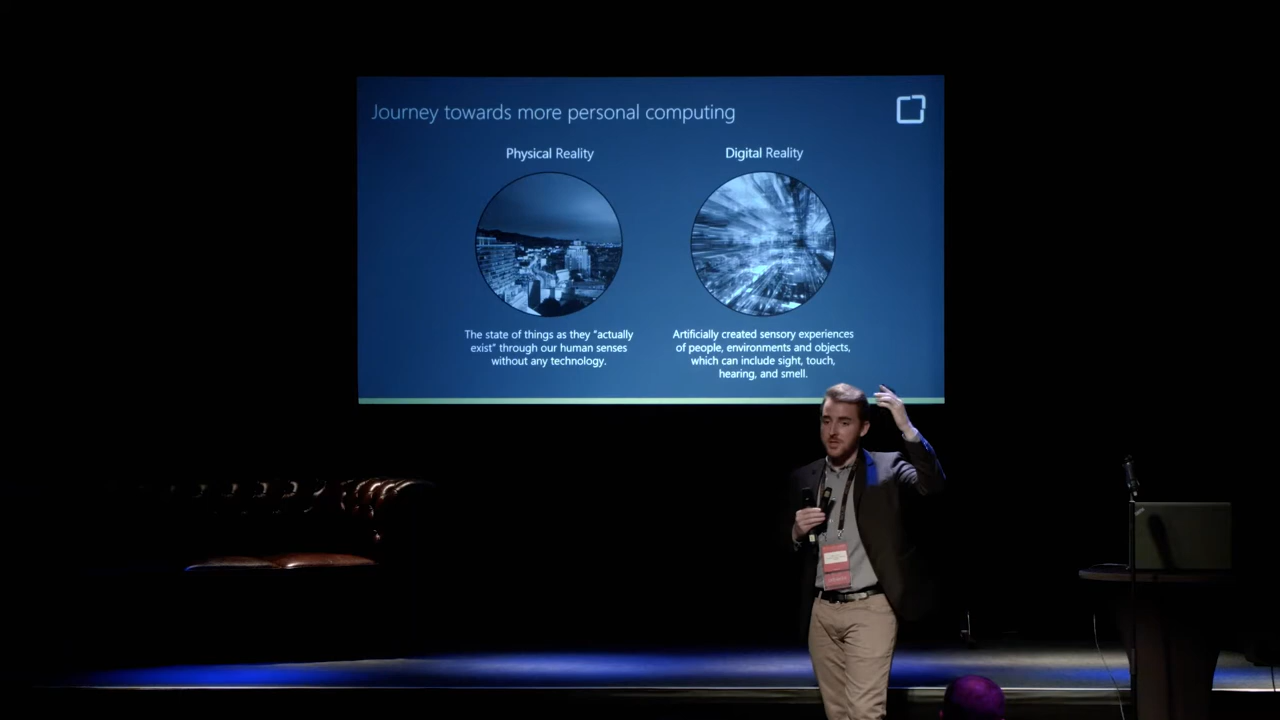 Journey towards more personal computing
Physical Reality
Digital Reality
The state of things as they “actually
exist” through our human senses
without any technology.
Artificially created sensory experiences
of people, environments and objects,
which can include sight, touch,
hearing, and smell.